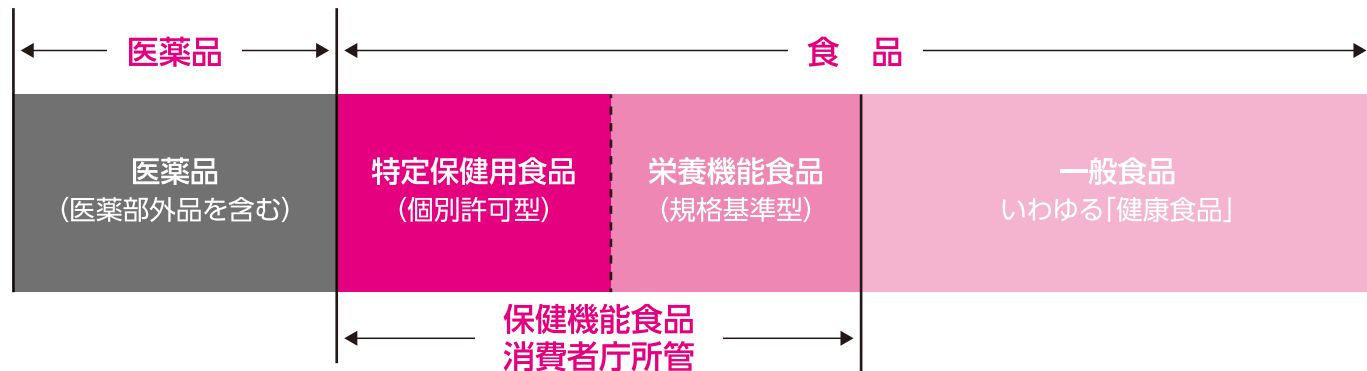 医薬品
食　品
医薬品
（医薬部外品を含む）
特定保健用食品
（個別許可型）
栄養機能食品
（規格基準型）
一般食品
いわゆる「健康食品」
保健機能食品
消費者庁所管